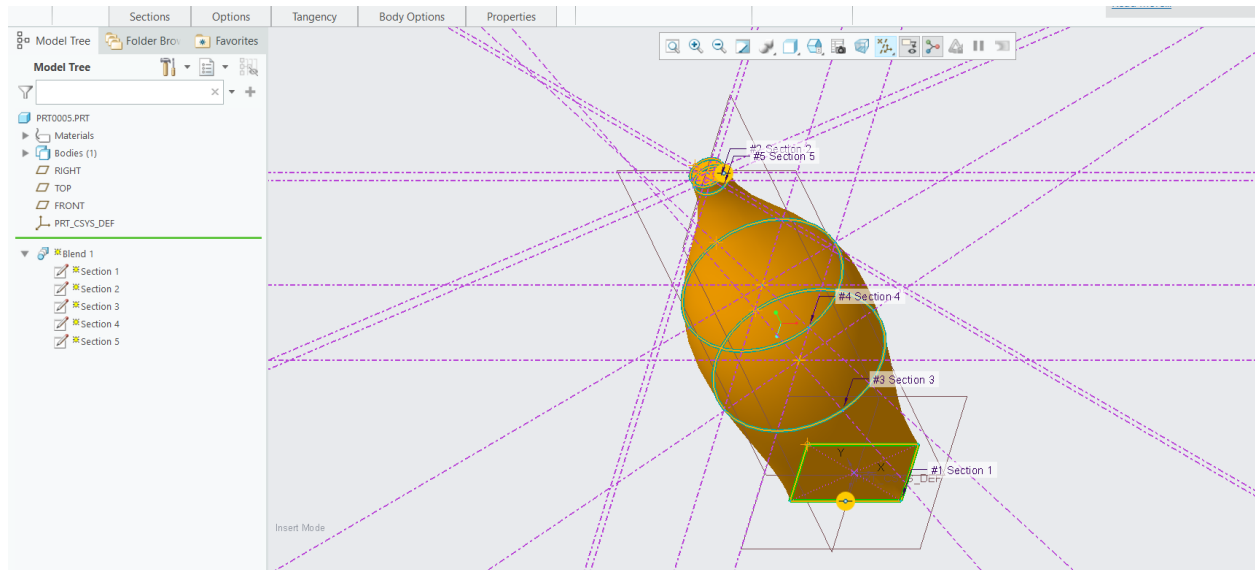 Sections Options Tangency Body Options Properties
Model Tree Folder Bro Favorites
Model Tree
PRT0005.PRT
Materials
Bodies (1)
RIGHT
TOP
FRONT
PRT_CSYS_DEF
Blend 1
Section 1
Section 2
Section 3
Section 4
Section 5
#2 Section 2
#5 Section 5
#4 Section 4
#3 Section 3
Y
X
#1 Section 1
S_DEF
Insert Mode